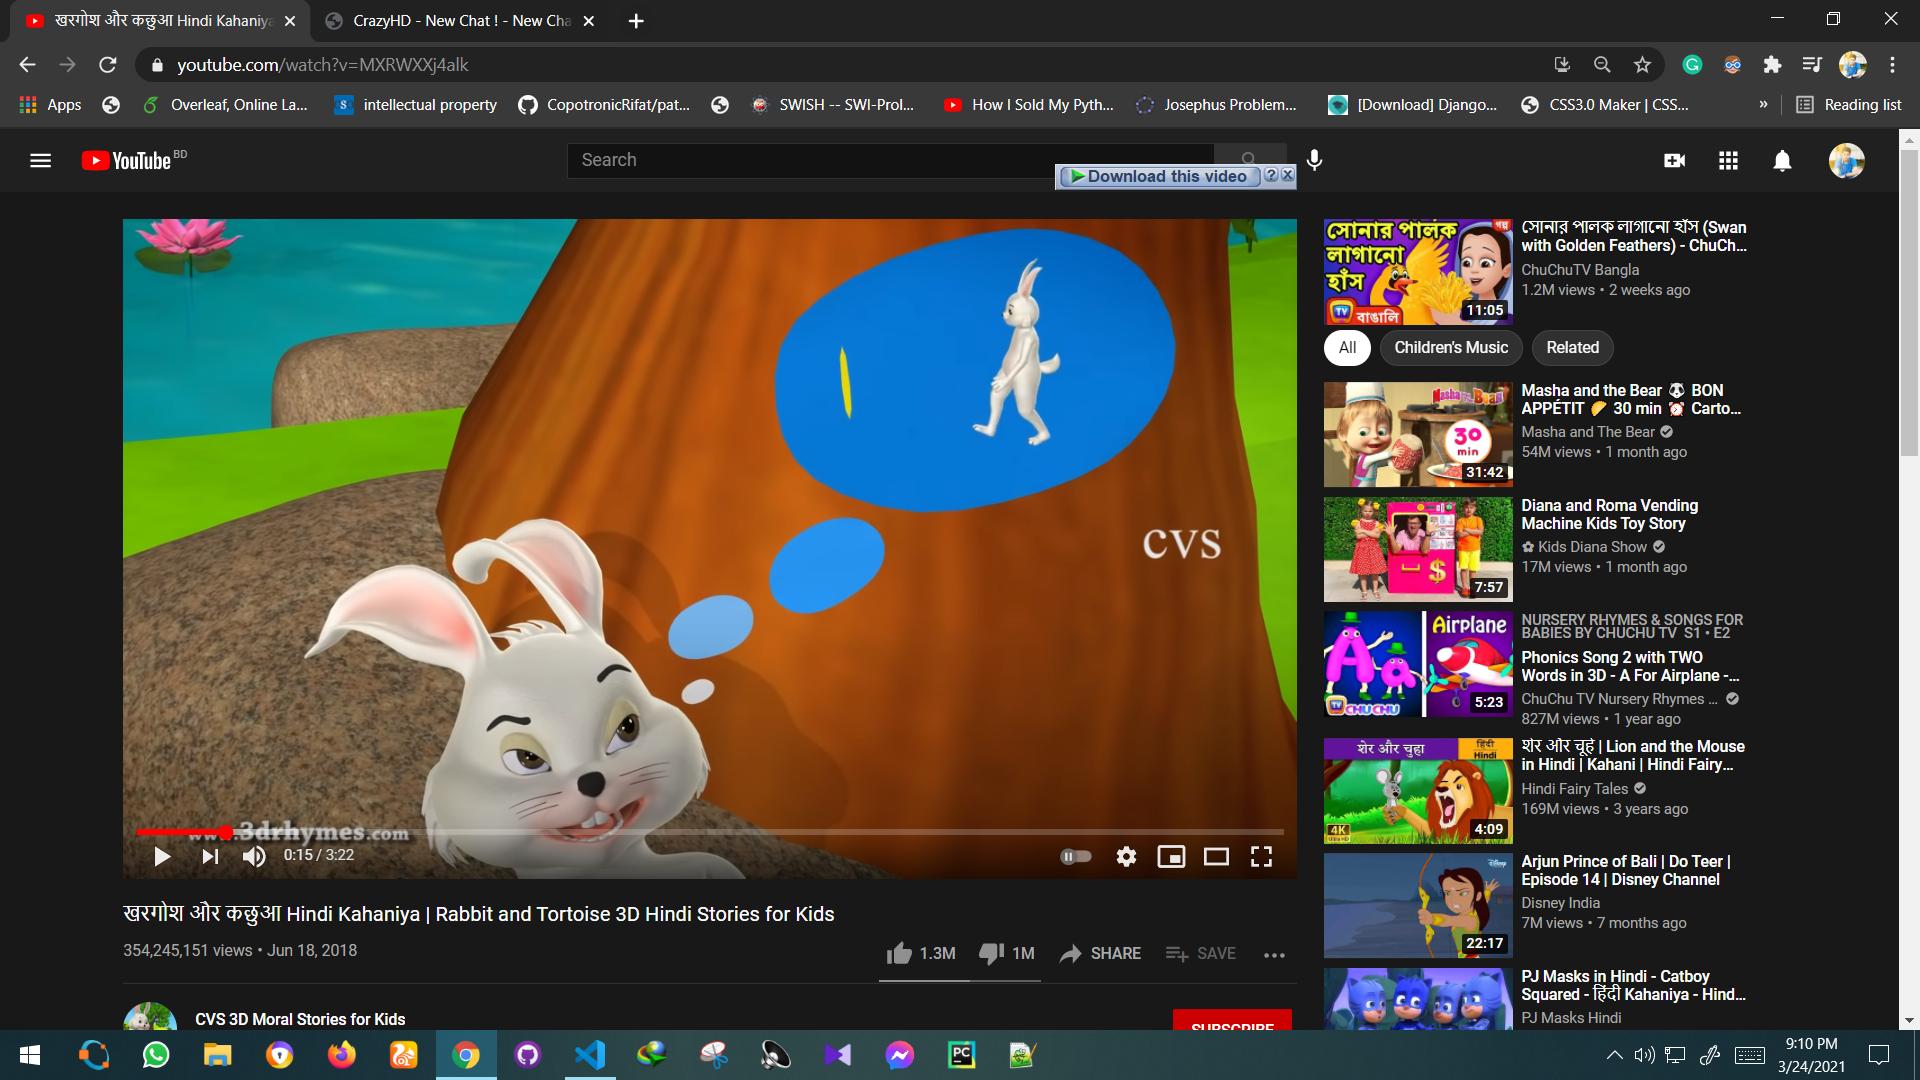 खरगोश और कछुआ Hindi Kahaniya
CrazyHD - New Chat ! - New Cha
youtube.com/watch?v=MXRWXXj4alk
Apps
Overleaf, Online La...
intellectual property
CopotronicRifat/pat...
SWISH -- SWI-Prol...
How I Sold My Pyth...
Josephus Problem...
[Download] Django...
CSS3.0 Maker | CSS...
»
Reading list
YouTube BD
Search
Download this video
CVS
www.3drhymes.com
0:15 / 3:22
खरगोश और कछुआ Hindi Kahaniya | Rabbit and Tortoise 3D Hindi Stories for Kids
354,245,151 views • Jun 18, 2018
1.3M
1M
SHARE
SAVE
CVS 3D Moral Stories for Kids
SUBSCRIBE
সোনার পালক
লাগানো
হাঁস
গল্প
TV বাঙালি
11:05
সোনার পালক লাগানো হাঁস (Swan
with Golden Feathers) - ChuCh...
ChuChuTV Bangla
1.2M views • 2 weeks ago
All
Children's Music
Related
Masha and the Bear
30
min
31:42
Masha and the Bear 🐼 BON
APPÉTIT 🌮 30 min ⏰ Carto...
Masha and The Bear
54M views • 1 month ago
$
7:57
Diana and Roma Vending
Machine Kids Toy Story
✿ Kids Diana Show
17M views • 1 month ago
Airplane
A a
TV CHUCHU
5:23
NURSERY RHYMES & SONGS FOR
BABIES BY CHUCHU TV S1 • E2
Phonics Song 2 with TWO
Words in 3D - A For Airplane -...
ChuChu TV Nursery Rhymes ...
827M views • 1 year ago
शेर और चुहा
हिंदी
Hindi
4K
4:09
शेर और चूहे | Lion and the Mouse
in Hindi | Kahani | Hindi Fairy...
Hindi Fairy Tales
169M views • 3 years ago
Disney
22:17
Arjun Prince of Bali | Do Teer |
Episode 14 | Disney Channel
Disney India
7M views • 7 months ago
PJ Masks in Hindi - Catboy
Squared - हिंदी Kahaniya - Hind...
PJ Masks Hindi
PC
9:10 PM
3/24/2021